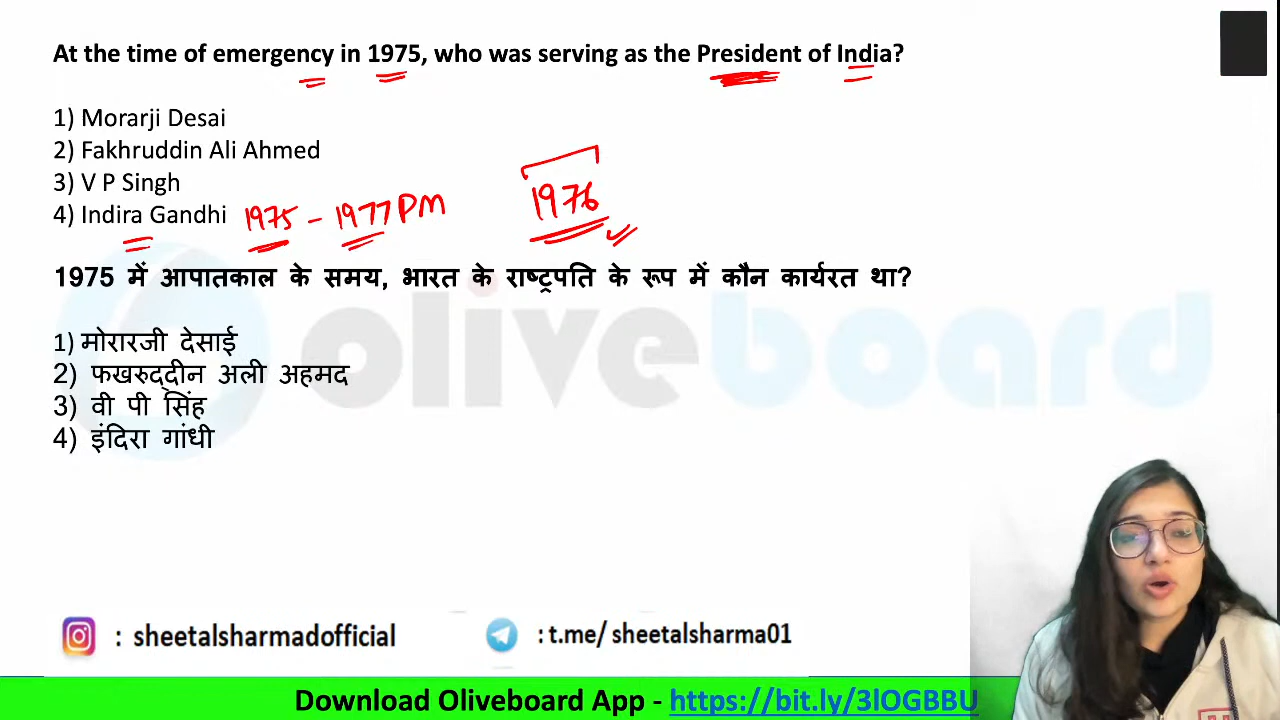 At the time of emergency in 1975, who was serving as the President of India?
1) Morarji Desai
2) Fakhruddin Ali Ahmed
3) V P Singh
4) Indira Gandhi 1975 - 1977 PM
1976
1975 में आपातकाल के समय, भारत के राष्ट्रपति के रूप में कौन कार्यरत था?
1) मोरारजी देसाई
2) फखरुद्दीन अली अहमद
3) वी पी सिंह
4) इंदिरा गांधी
oliveboard
: sheetalsharmadofficial
: t.me/ sheetalsharma01
Download Oliveboard App - https://bit.ly/3lOGBBU